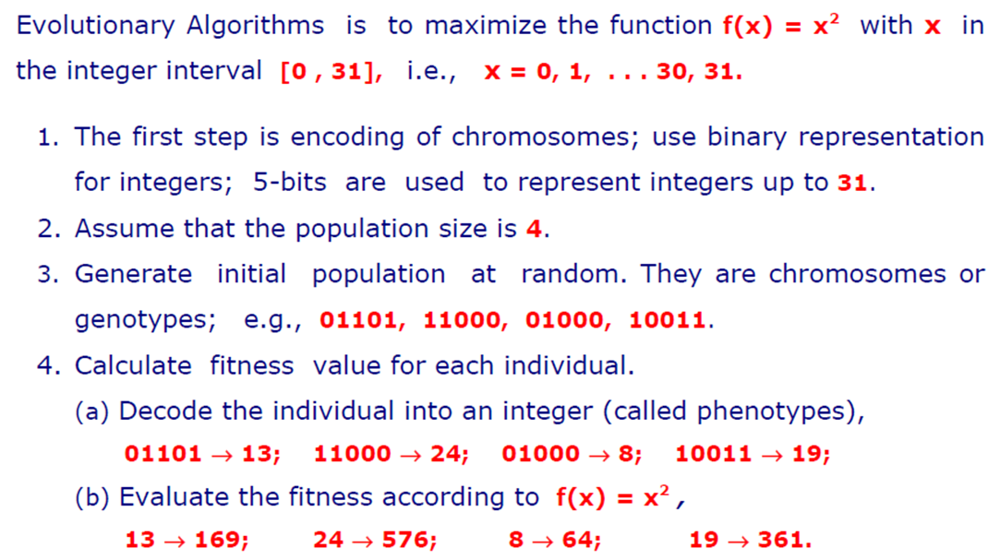 Evolutionary Algorithms is to maximize the function f(x) = x² with x in
the integer interval [0 , 31], i.e., x = 0, 1, . . . 30, 31.
1. The first step is encoding of chromosomes; use binary representation
for integers; 5-bits are used to represent integers up to 31.
2. Assume that the population size is 4.
3. Generate initial population at random. They are chromosomes or
genotypes; e.g., 01101, 11000, 01000, 10011.
4. Calculate fitness value for each individual.
(a) Decode the individual into an integer (called phenotypes),
01101 → 13; 11000 → 24; 01000 → 8; 10011 → 19;
(b) Evaluate the fitness according to f(x) = x² ,
13 → 169; 24 → 576; 8 → 64; 19 → 361.